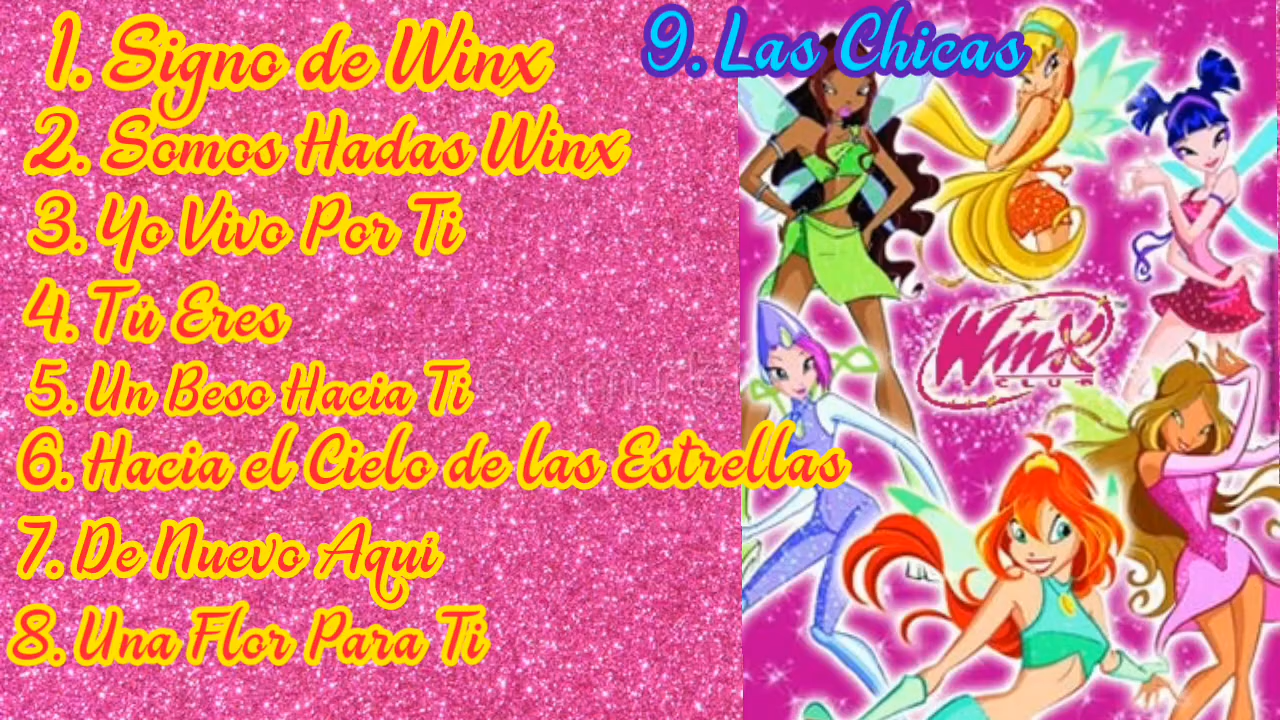 1. Signo de Winx
2. Somos Hadas Winx
3. Yo Vivo Por Ti
4. Tú Eres
5. Un Beso Hacia Ti
6. Hacia el Cielo de las Estrellas
7. De Nuevo Aquí
8. Una Flor Para Ti
9. Las Chicas
WinX
CLUB